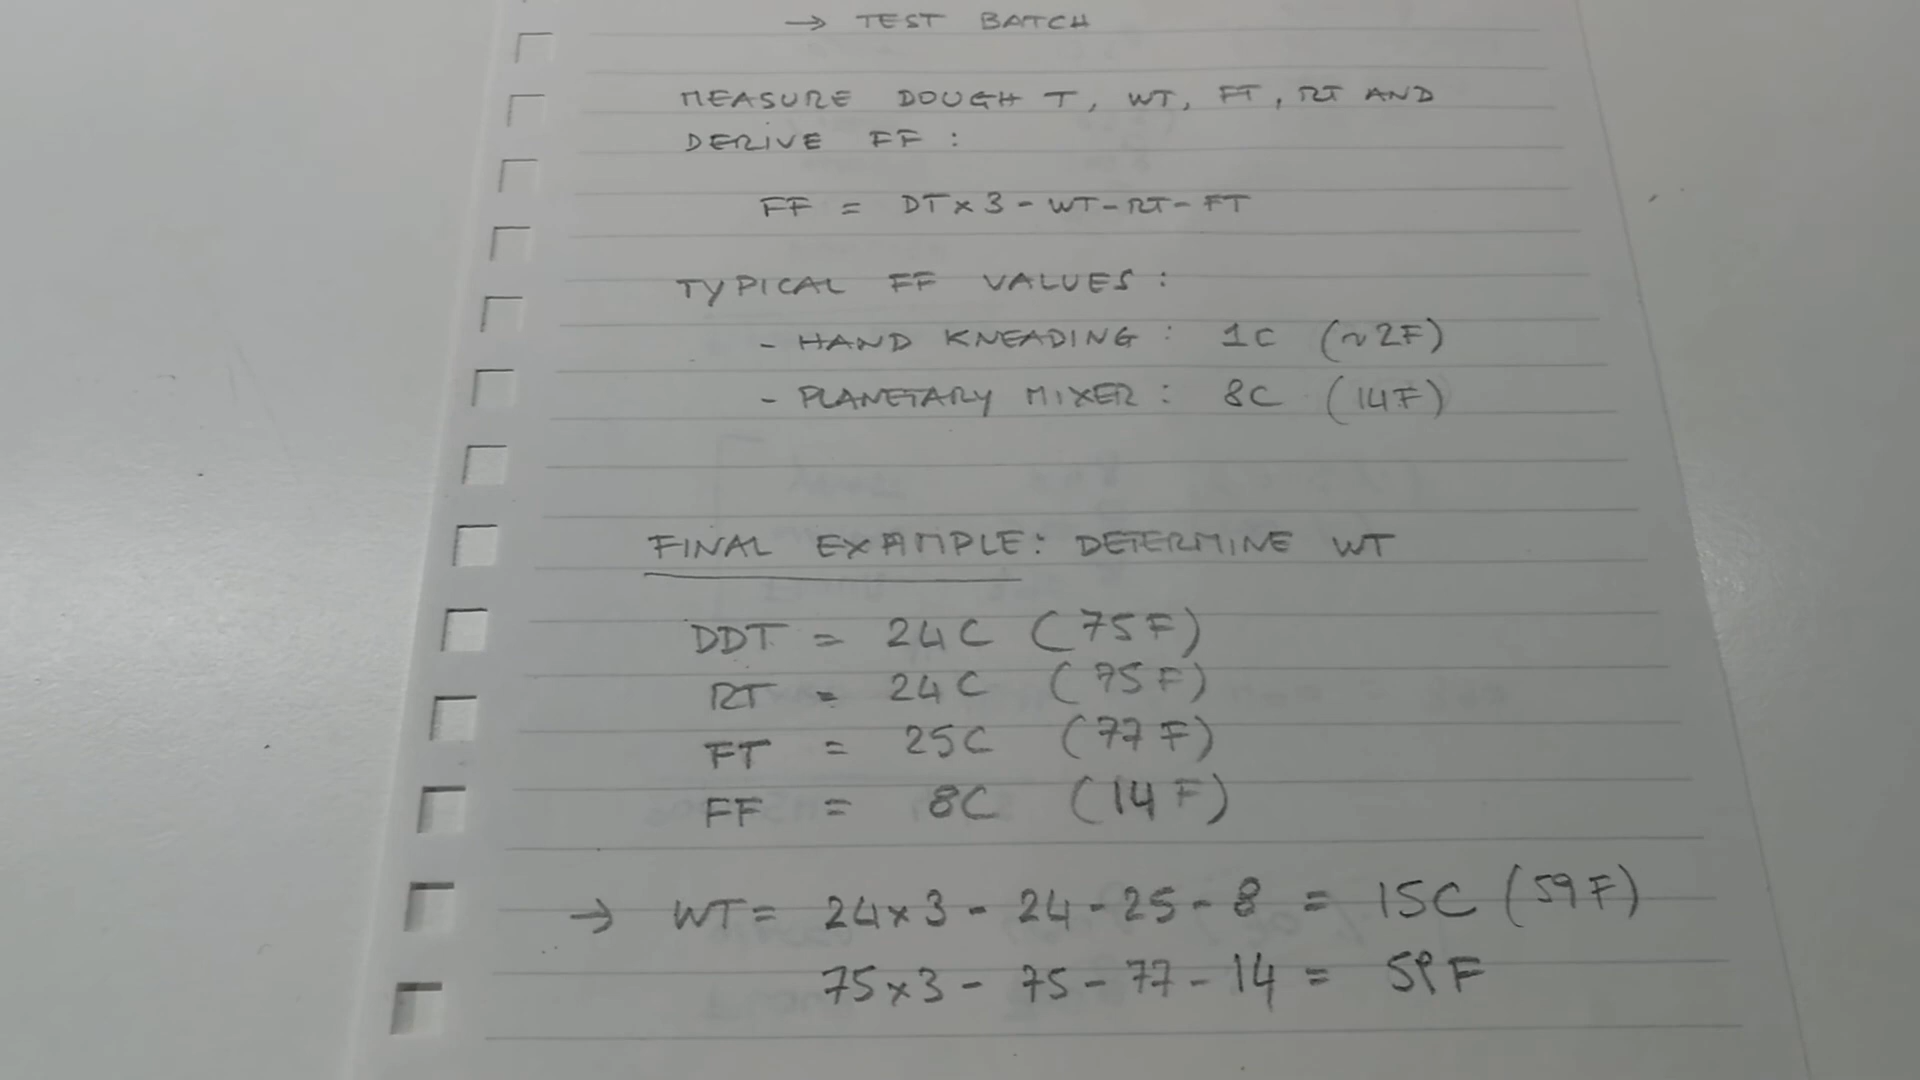 → TEST BATCH
MEASURE DOUGH T, WT, FT, RT AND
DERIVE FF :
FF = DT x 3 - WT - RT - FT
TYPICAL FF VALUES :
- HAND KNEADING : 1C (~2F)
- PLANETARY MIXER : 8C (14F)
FINAL EXAMPLE: DETERMINE WT
DDT = 24C (75F)
RT = 24C (75F)
FT = 25C (77F)
FF = 8C (14F)
→ WT = 24x3 - 24 - 25 - 8 = 15C (59F)
75x3 - 75 - 77 - 14 = 59F